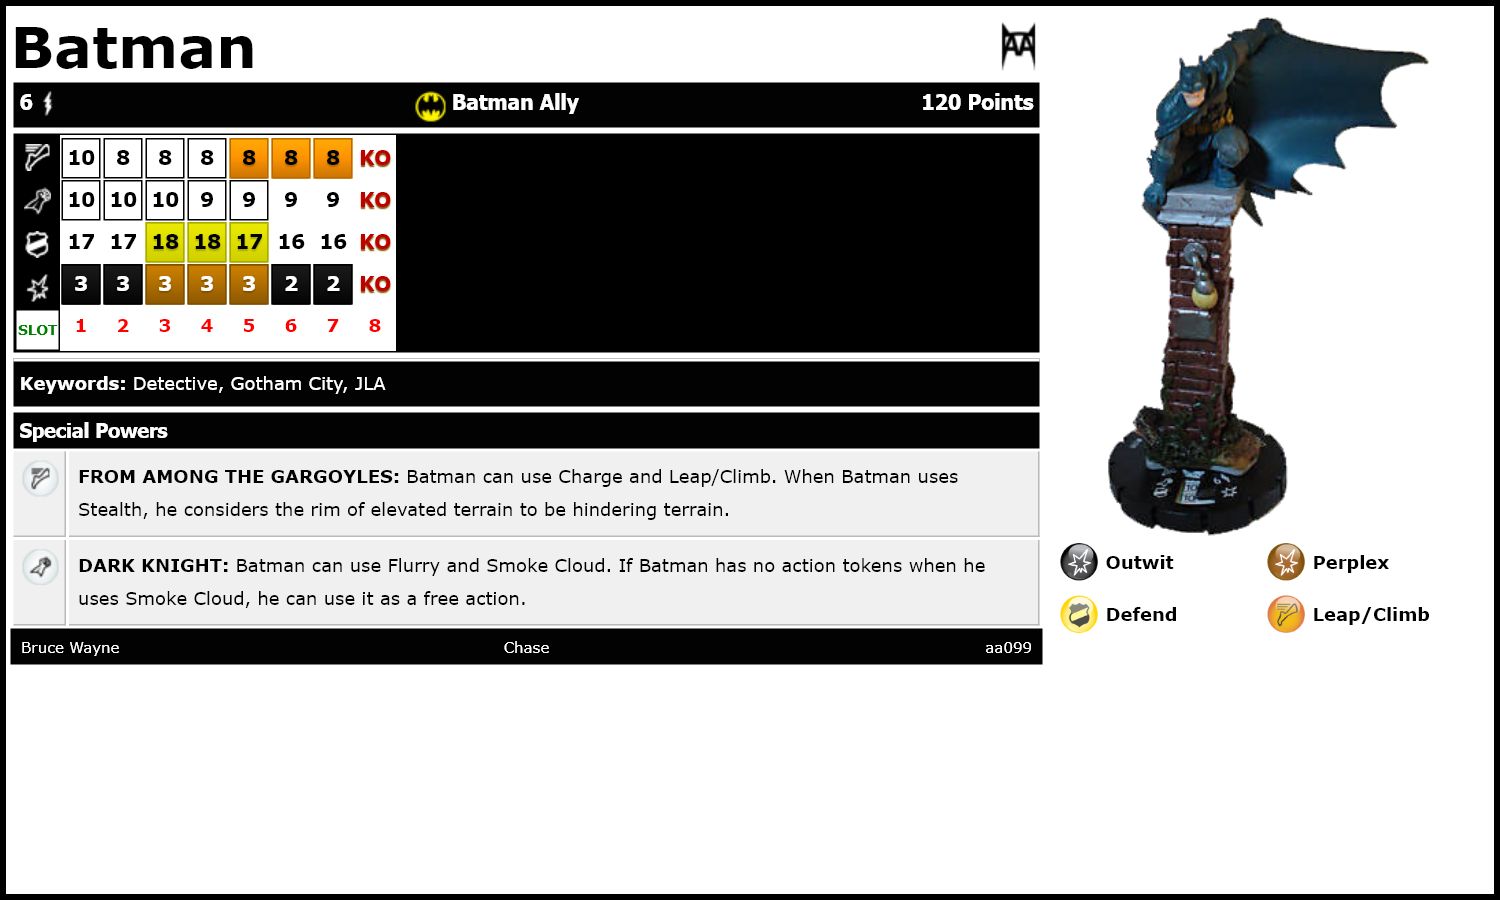 Batman
6 Batman Ally 120 Points
10 8 8 8 8 8 8 KO
10 10 10 9 9 9 9 KO
17 17 18 18 17 16 16 KO
3 3 3 3 3 2 2 KO
SLOT 1 2 3 4 5 6 7 8
Keywords: Detective, Gotham City, JLA
Special Powers
FROM AMONG THE GARGOYLES: Batman can use Charge and Leap/Climb. When Batman uses
Stealth, he considers the rim of elevated terrain to be hindering terrain.
DARK KNIGHT: Batman can use Flurry and Smoke Cloud. If Batman has no action tokens when he
uses Smoke Cloud, he can use it as a free action.
Bruce Wayne Chase aa099
Outwit Perplex
Defend Leap/Climb